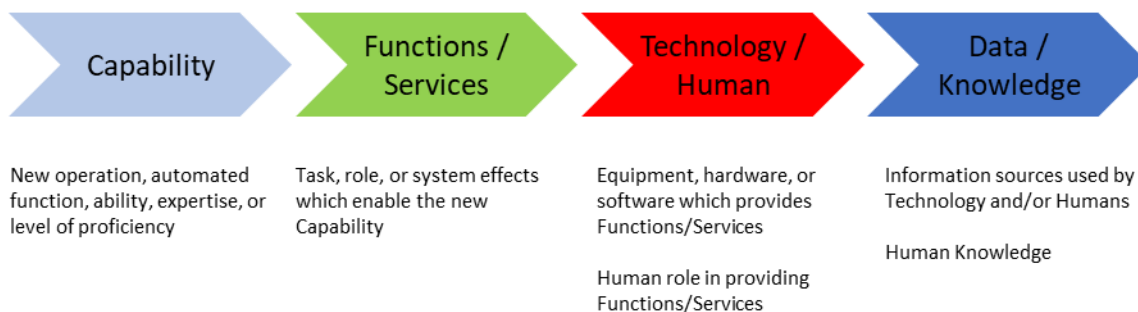 Capability
Functions /
Services
Technology /
Human
Data /
Knowledge
New operation, automated
function, ability, expertise, or
level of proficiency
Task, role, or system effects
which enable the new
Capability
Equipment, hardware, or
software which provides
Functions/Services
Human role in providing
Functions/Services
Information sources used by
Technology and/or Humans
Human Knowledge